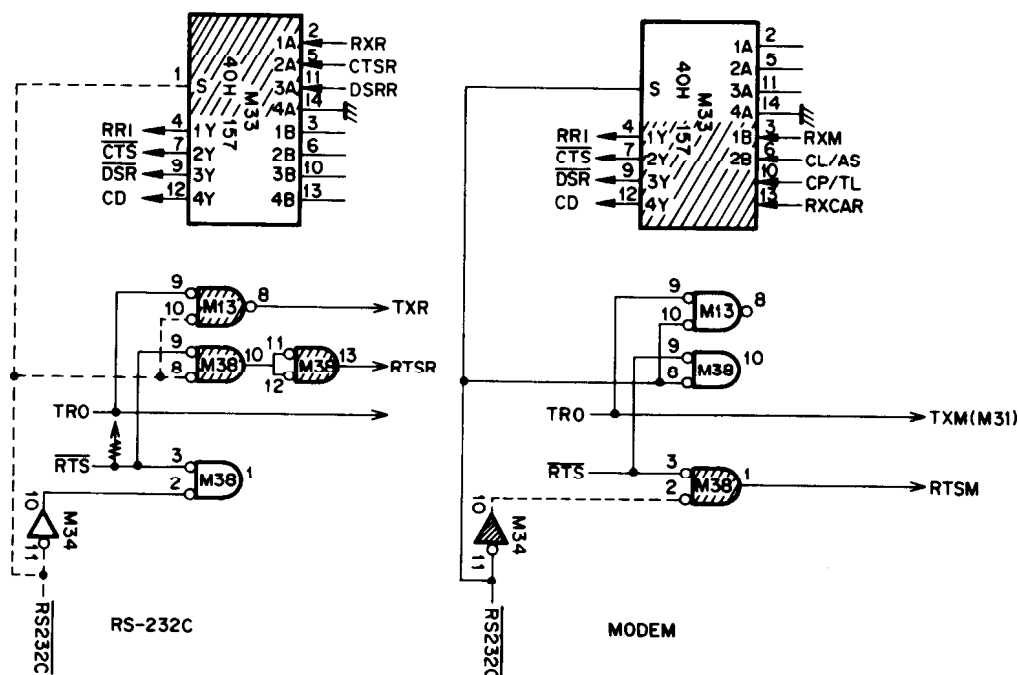 2
1A RXR
5
2A CTSR
1 S 11
3A DSRR
14
4A
40H 157
M33
RRI 4 1Y 1B 3
CTS 7 2Y 2B 6
DSR 9 3Y 3B 10
CD 12 4Y 4B 13
9
10 M13 8 TXR
9
8 M38 10 11
12 M38 13 RTSR
TRO
RTS 3
2 M38 1
10
M34
11
RS232C
RS-232C
2
1A
5
2A
S 11
3A
14
4A
40H 157
M33
RRI 4 1Y 1B 3 RXM
CTS 7 2Y 2B 6 CL/AS
DSR 9 3Y 10 CP/TL
CD 12 4Y 13 RXCAR
9
10 M13 8
9
8 M38 10
TRO TXM(M31)
RTS 3
2 M38 1 RTSM
10
M34
11
RS232C
MODEM